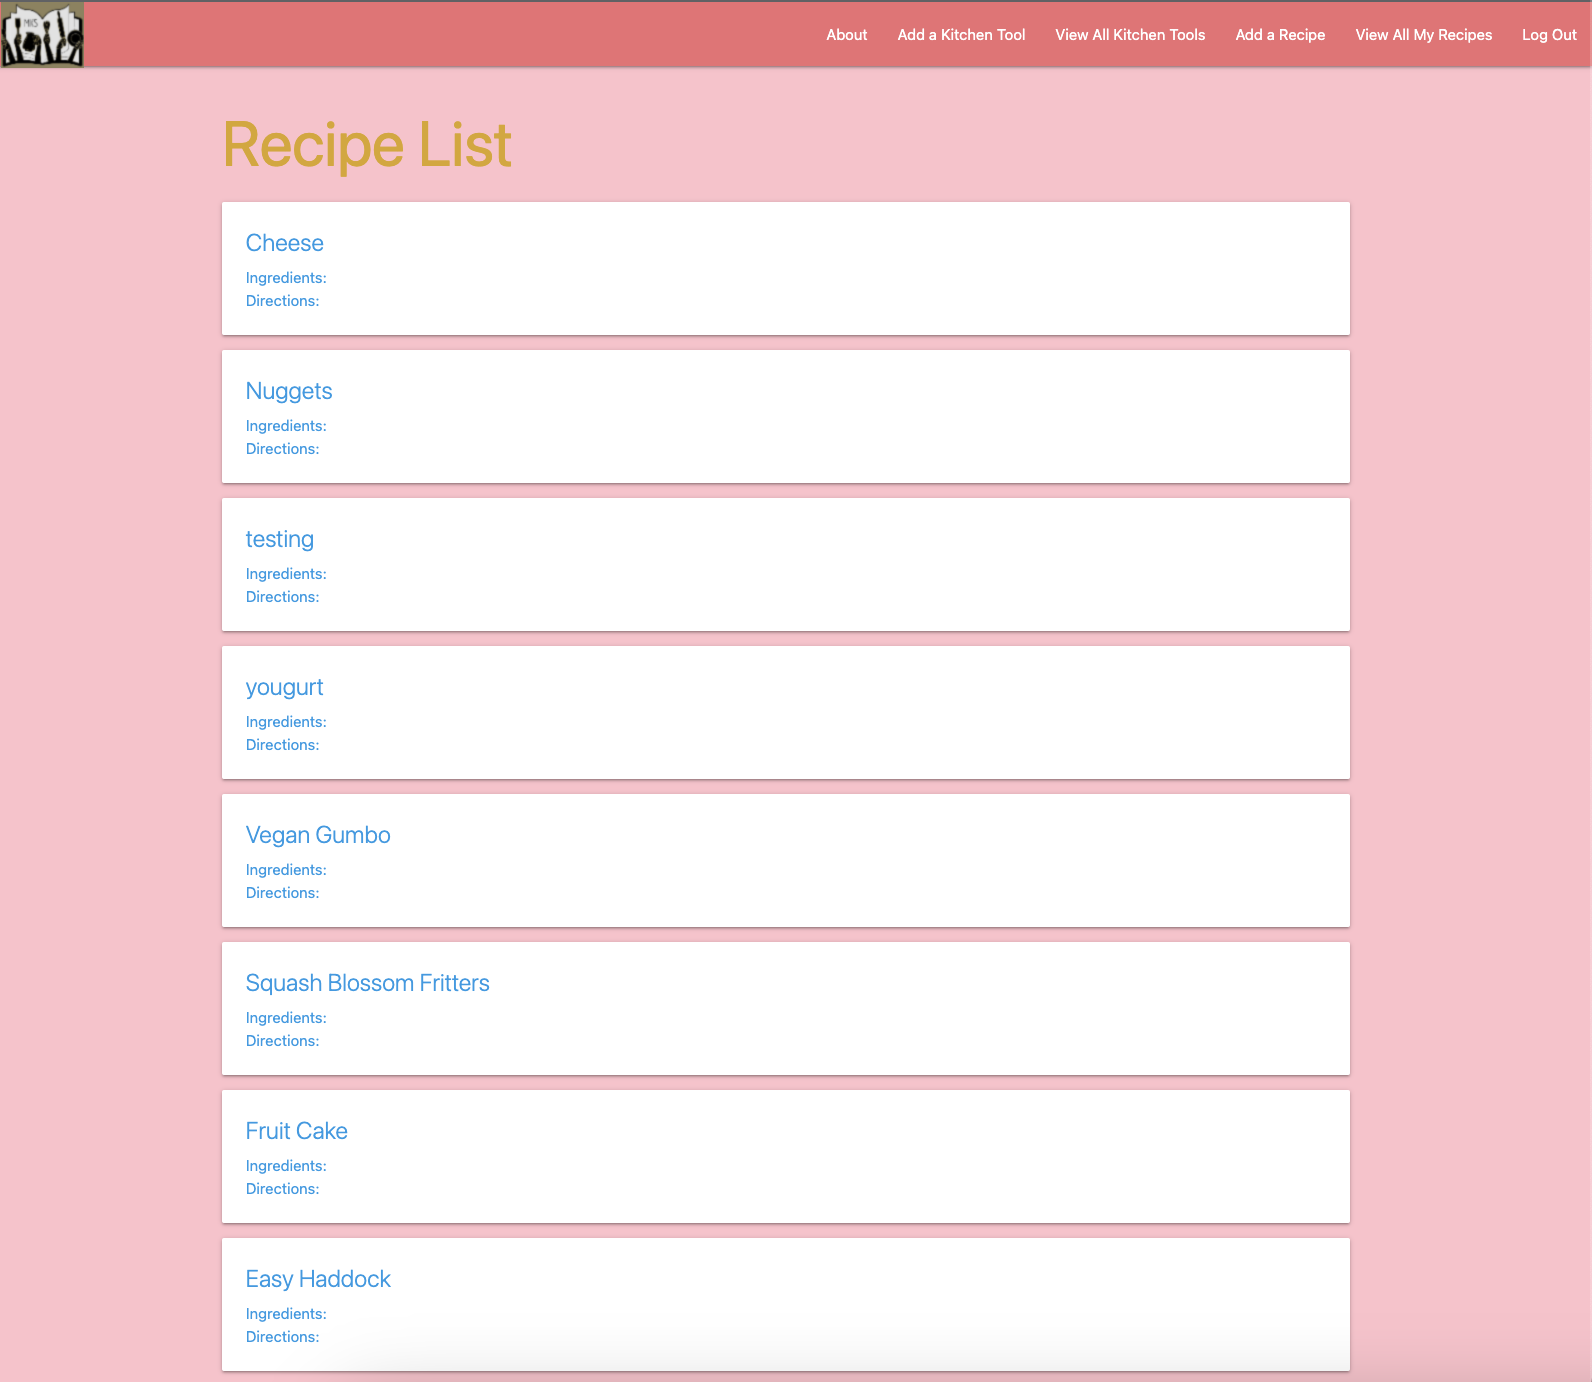 MKS
About Add a Kitchen Tool View All Kitchen Tools Add a Recipe View All My Recipes Log Out
Recipe List
Cheese
Ingredients:
Directions:
Nuggets
Ingredients:
Directions:
testing
Ingredients:
Directions:
yougurt
Ingredients:
Directions:
Vegan Gumbo
Ingredients:
Directions:
Squash Blossom Fritters
Ingredients:
Directions:
Fruit Cake
Ingredients:
Directions:
Easy Haddock
Ingredients:
Directions: